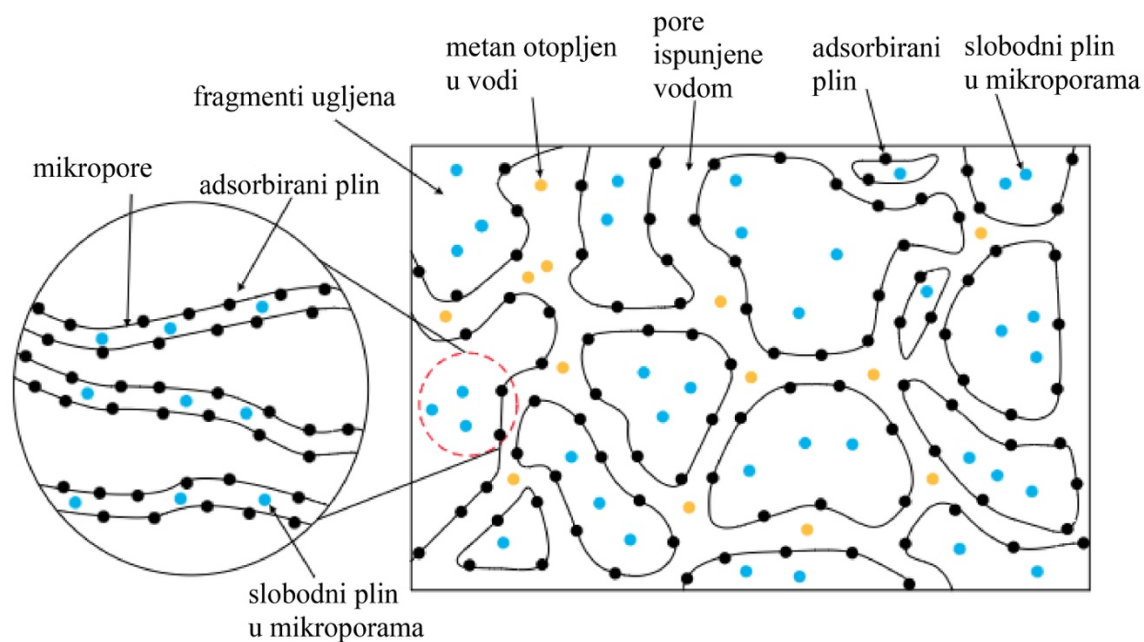 metan otopljen
u vodi
pore
ispunjene
vodom
adsorbirani
plin
slobodni plin
u mikroporama
fragmenti ugljena
mikropore
adsorbirani plin
slobodni plin
u mikroporama